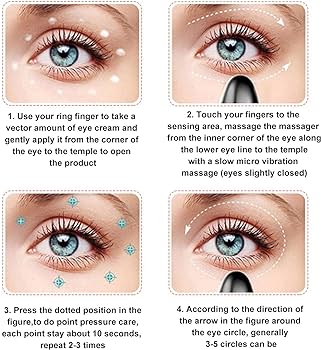 1. Use your ring finger to take a
vector amount of eye cream and
gently apply it from the corner of
the eye to the temple to open
the product
2. Touch your fingers to the
sensing area, massage the massager
from the inner corner of the eye along
the lower eye line to the temple
with a slow micro vibration
massage (eyes slightly closed)
3. Press the dotted position in the
figure,to do point pressure care,
each point stay about 10 seconds,
repeat 2-3 times
4. According to the direction of
the arrow in the figure around
the eye circle, generally
3-5 circles can be